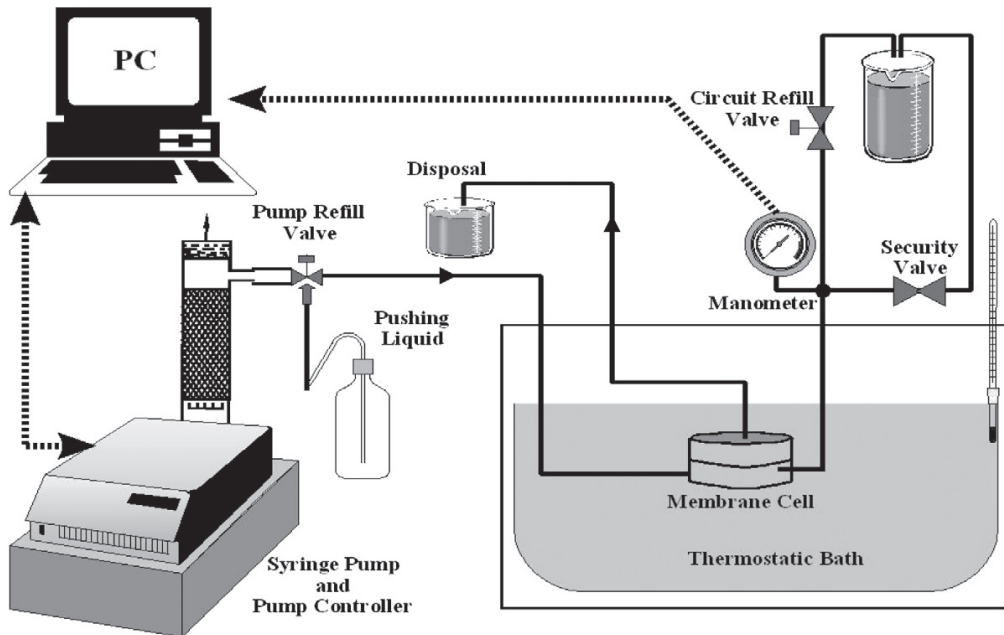 PC
Circuit Refill
Valve
Disposal
Pump Refill
Valve
Security
Valve
Manometer
Pushing
Liquid
Membrane Cell
Thermostatic Bath
Syringe Pump
and
Pump Controller